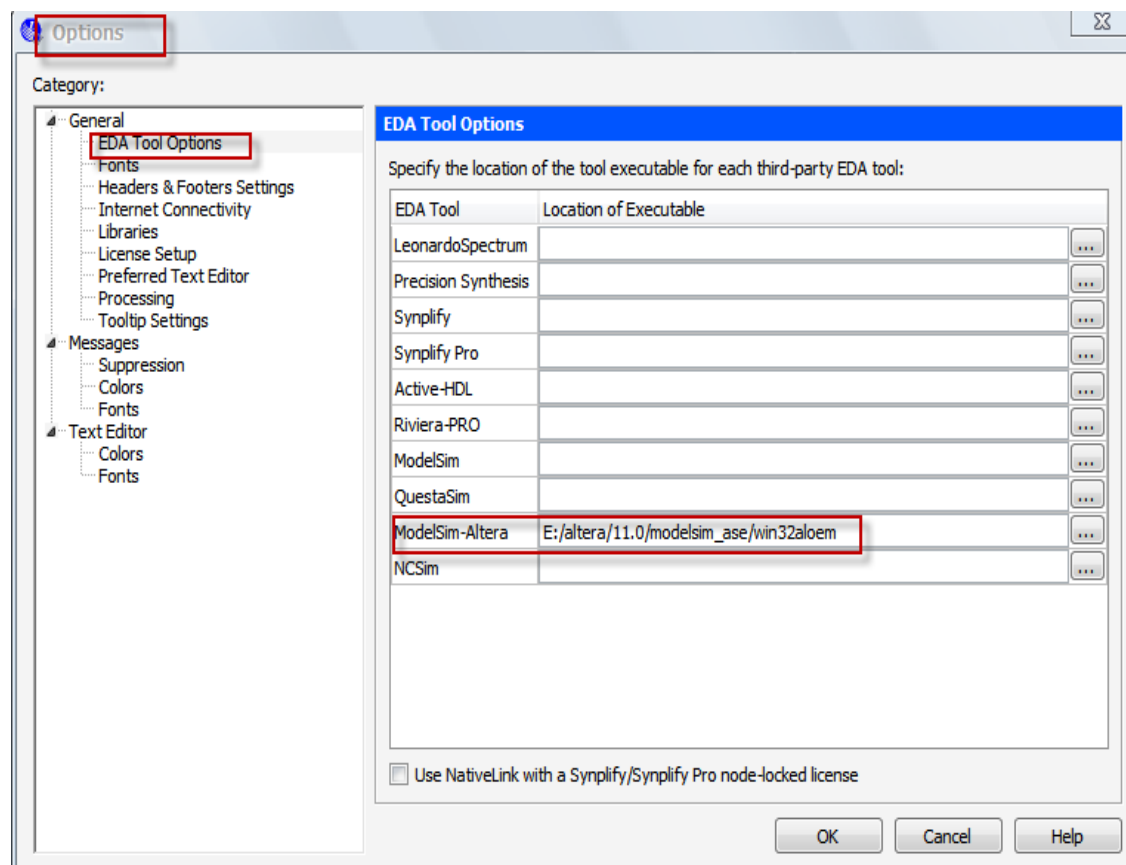 Options
Category:
General
EDA Tool Options
Fonts
Headers & Footers Settings
Internet Connectivity
Libraries
License Setup
Preferred Text Editor
Processing
Tooltip Settings
Messages
Suppression
Colors
Fonts
Text Editor
Colors
Fonts
EDA Tool Options
Specify the location of the tool executable for each third-party EDA tool:
EDA Tool Location of Executable
LeonardoSpectrum ...
Precision Synthesis ...
Synplify ...
Synplify Pro ...
Active-HDL ...
Riviera-PRO ...
ModelSim ...
QuestaSim ...
ModelSim-Altera E:/altera/11.0/modelsim_ase/win32aloem ...
NCSim ...
Use NativeLink with a Synplify/Synplify Pro node-locked license
OK Cancel Help